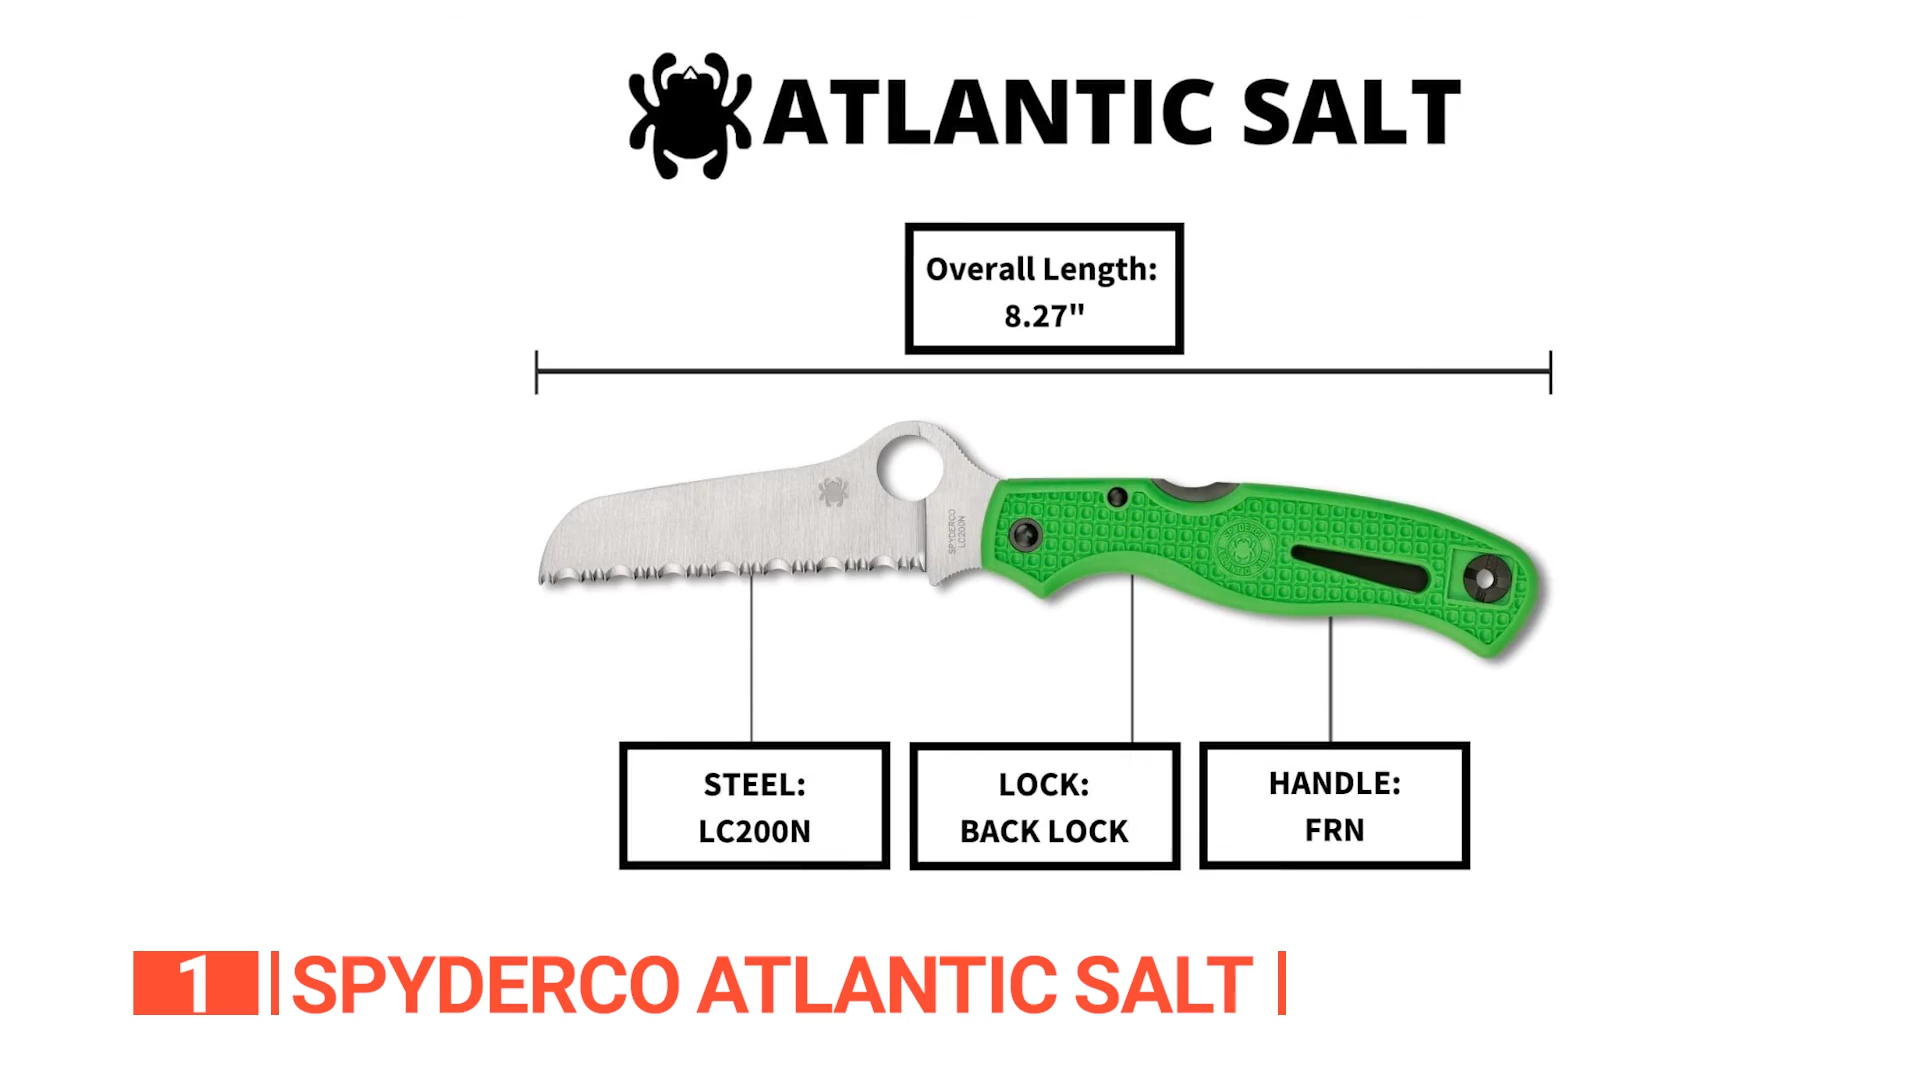 ATLANTIC SALT
Overall Length:
8.27"
SPYDERCO
LC200N
STEEL:
LC200N
LOCK:
BACK LOCK
HANDLE:
FRN
1 SPYDERCO ATLANTIC SALT